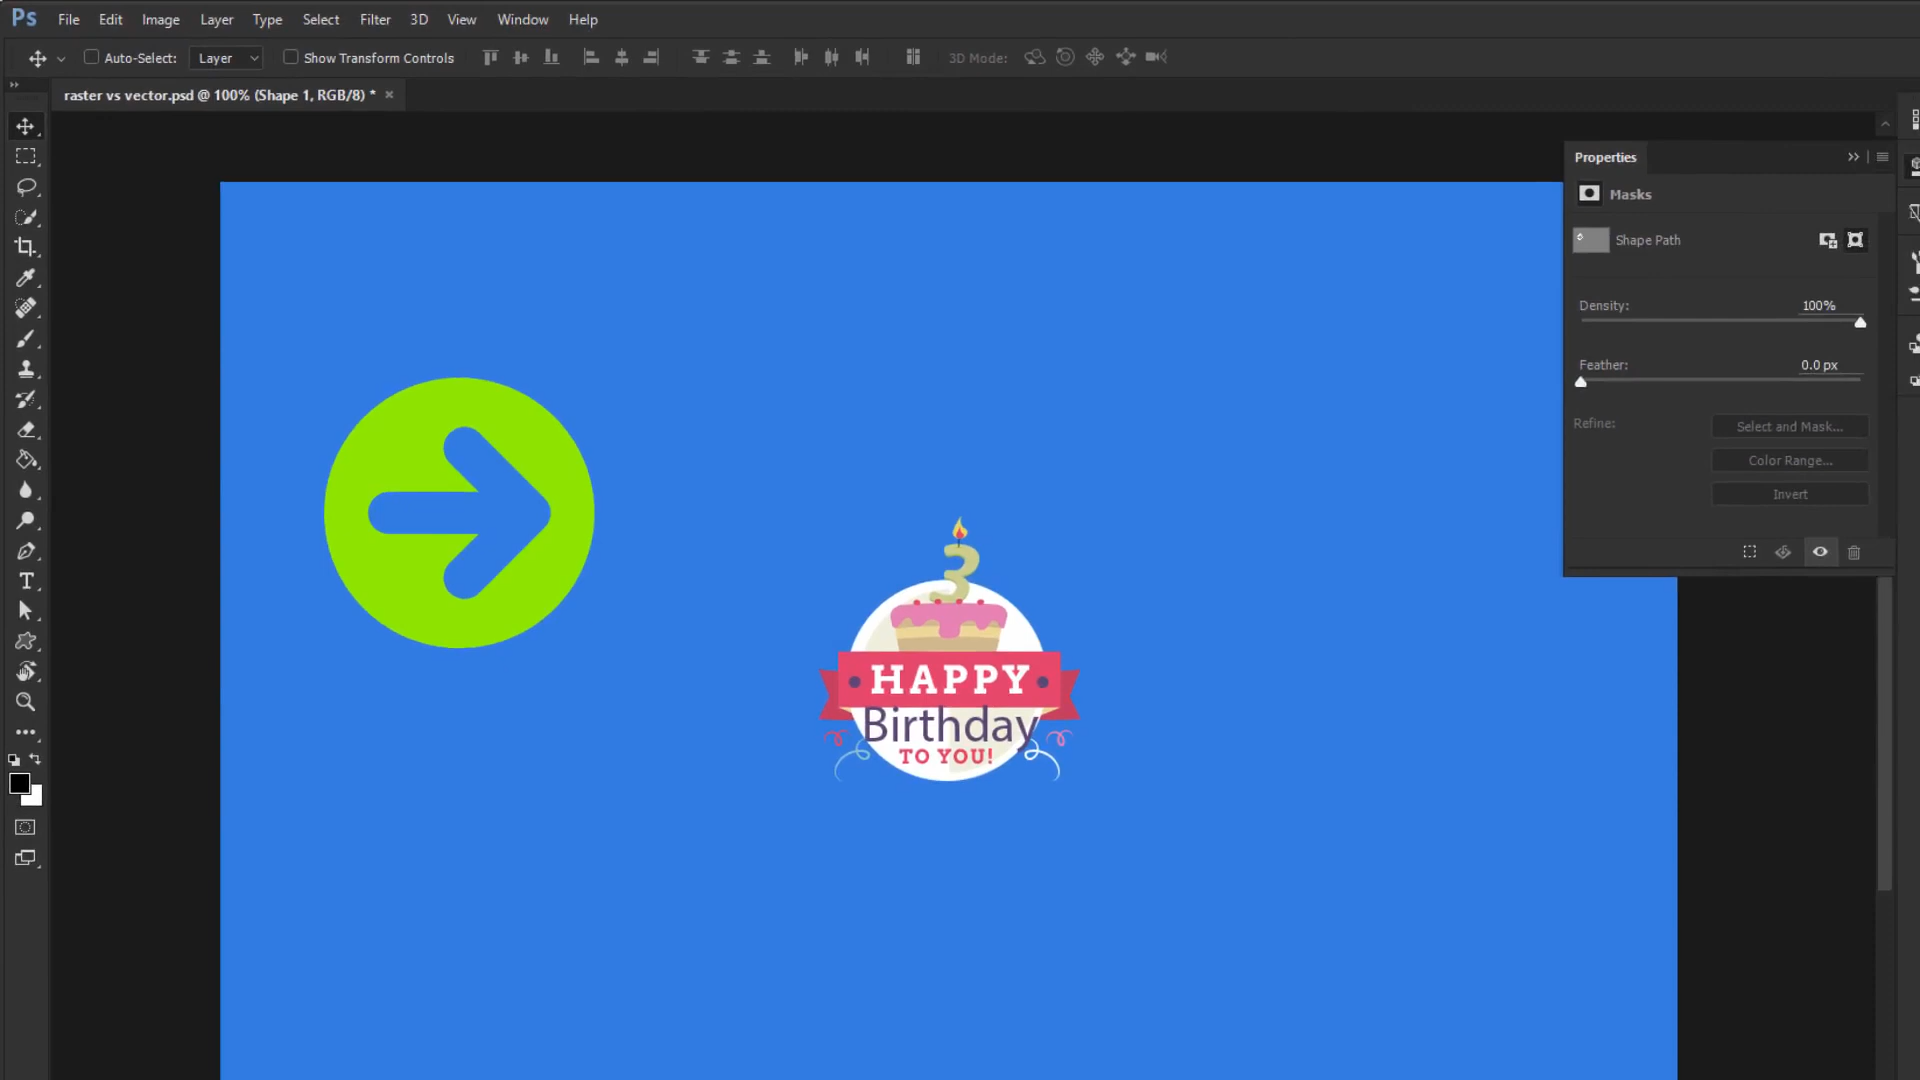 Ps File Edit Image Layer Type Select Filter 3D View Window Help
Auto-Select: Layer Show Transform Controls 3D Mode:
raster vs vector.psd @ 100% (Shape 1, RGB/8) *
Properties
Masks
Shape Path
Density: 100%
Feather: 0.0 px
Refine: Select and Mask...
Color Range...
Invert
3
HAPPY
Birthday
TO YOU!